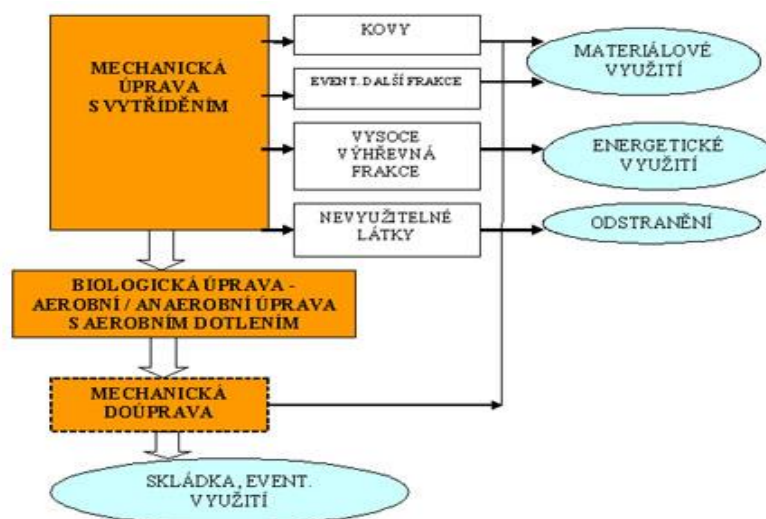 MECHANICKÁ
ÚPRAVA
S VYTŘÍDĚNÍM
KOVY
EVENT. DALŠÍ FRAKCE
VYSOCE
VÝHŘEVNÁ
FRAKCE
NEVYUŽITELNÉ
LÁTKY
MATERIÁLOVÉ
VYUŽITÍ
ENERGETICKÉ
VYUŽITÍ
ODSTRANĚNÍ
BIOLOGICKÁ ÚPRAVA -
AEROBNÍ / ANAEROBNÍ ÚPRAVA
S AEROBNÍM DOTLENÍM
MECHANICKÁ
DOÚPRAVA
SKLÁDKA, EVENT.
VYUŽITÍ